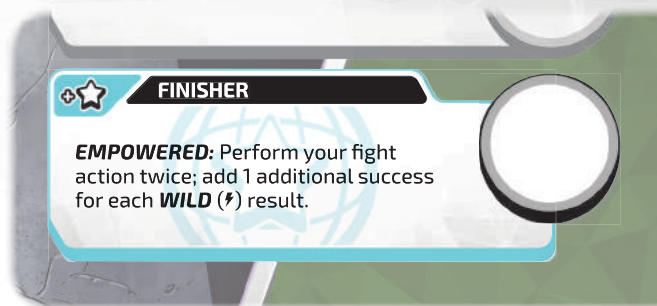 FINISHER
EMPOWERED: Perform your fight
action twice; add 1 additional success
for each WILD (⚡) result.